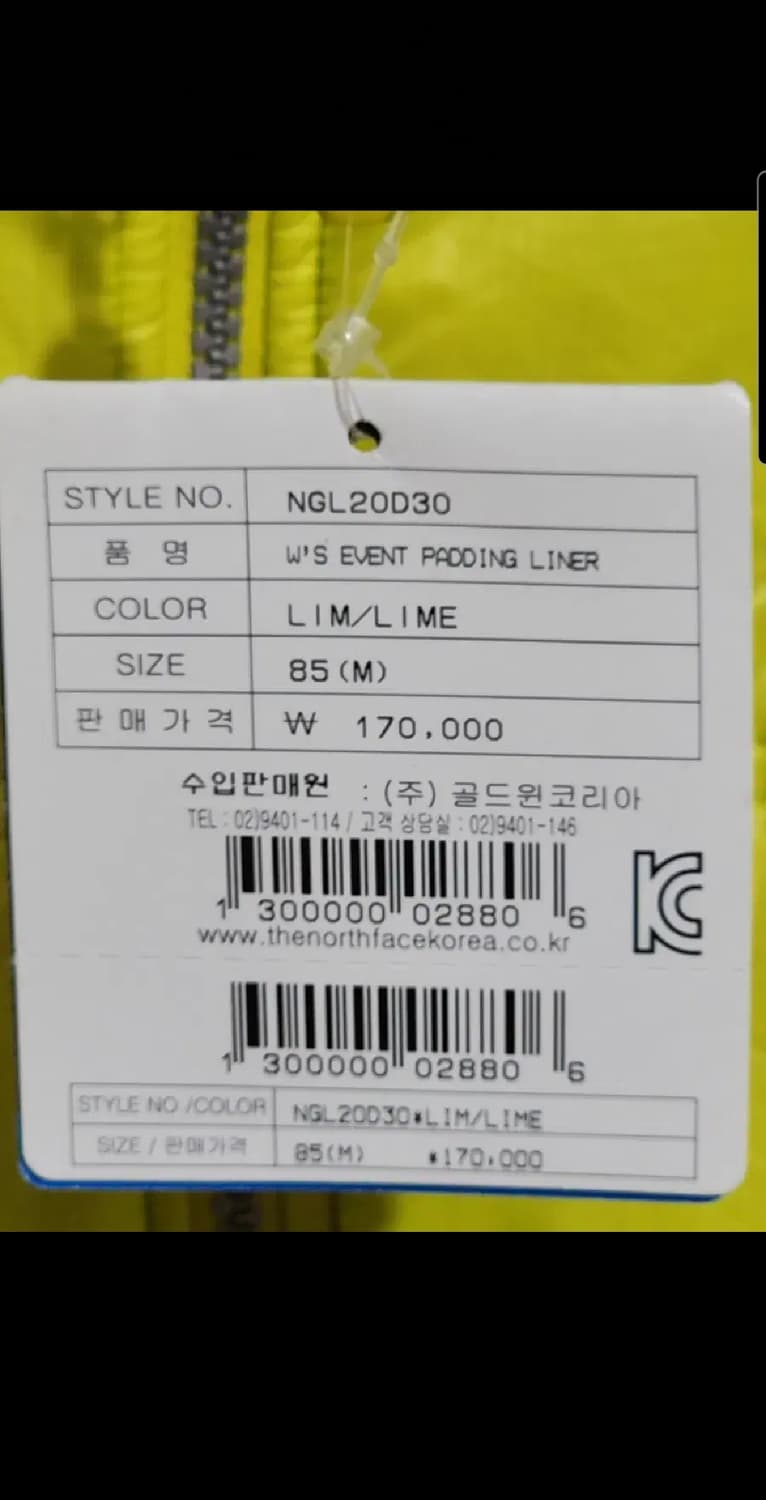 STYLE NO. NGL20D30
품 명 W'S EVENT PADDING LINER
COLOR LIM/LIME
SIZE 85(M)
판매가격 ₩ 170,000
수입판매원 : (주) 골드윈코리아
TEL : 02)9401-114 / 고객 상담실 : 02)9401-146
1 300000 02880 6
www.thenorthfacekorea.co.kr
KC
1 300000 02880 6
STYLE NO /COLOR NGL20D30*LIM/LIME
SIZE / 판매가격 85(M) *170,000